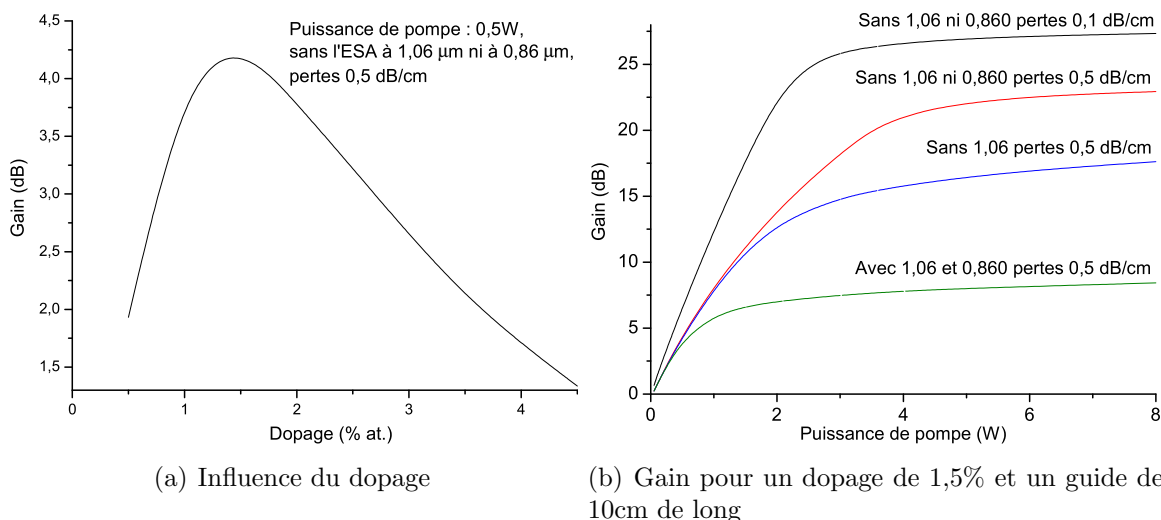 4,5
4,0
3,5
3,0
2,5
2,0
1,5
Gain (dB)
Puissance de pompe : 0,5W,
sans l'ESA à 1,06 µm ni à 0,86 µm,
pertes 0,5 dB/cm
0 1 2 3 4
Dopage (% at.)
(a) Influence du dopage
25
20
15
10
5
0
Gain (dB)
Sans 1,06 ni 0,860 pertes 0,1 dB/cm
Sans 1,06 ni 0,860 pertes 0,5 dB/cm
Sans 1,06 pertes 0,5 dB/cm
Avec 1,06 et 0,860 pertes 0,5 dB/cm
0 2 4 6 8
Puissance de pompe (W)
(b) Gain pour un dopage de 1,5% et un guide de
10cm de long